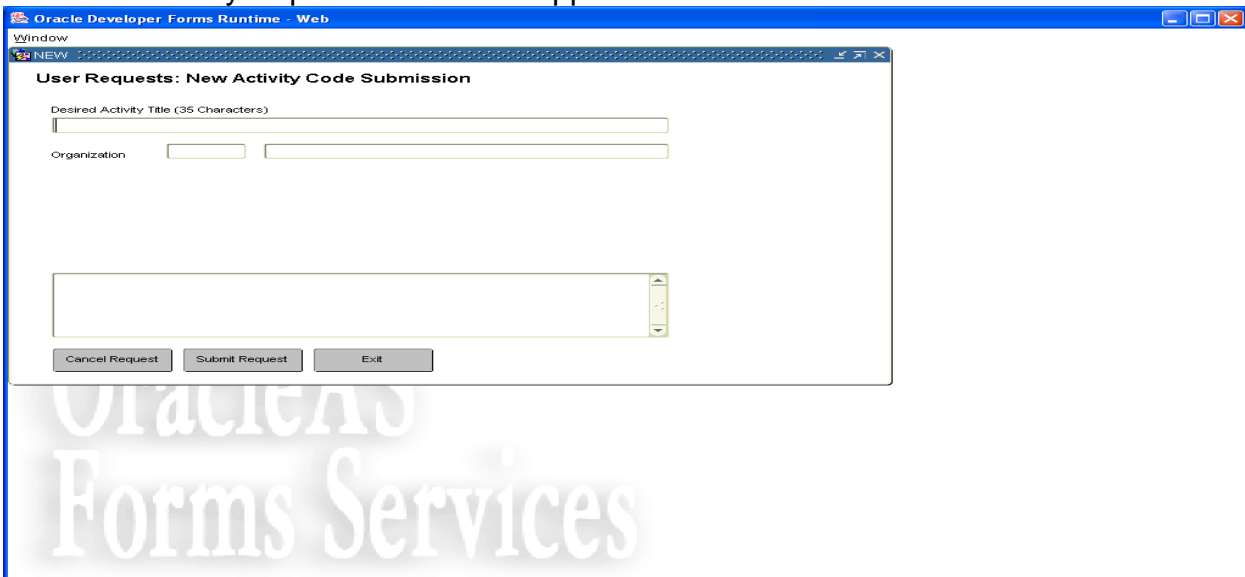 Oracle Developer Forms Runtime - Web
Window
NEW
User Requests: New Activity Code Submission
Desired Activity Title (35 Characters)
Organization
Cancel Request Submit Request Exit
OracleAS
Forms Services